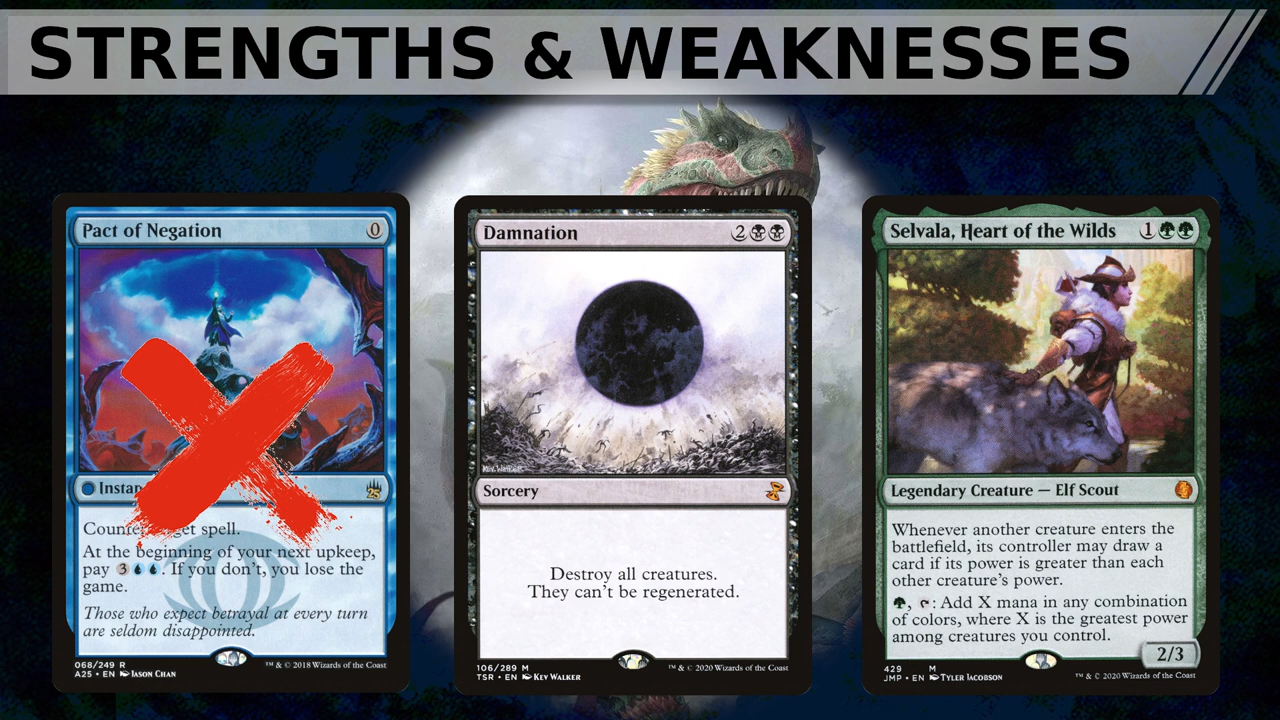 STRENGTHS & WEAKNESSES
Pact of Negation 0
Instan
Counter target spell.
At the beginning of your next upkeep,
pay 3. If you don't, you lose the
game.
Those who expect betrayal at every turn
are seldom disappointed.
068/249 R
A25 • EN JASON CHAN
™ & © 2018 Wizards of the Coast
25
Damnation 2
KEV WALKER
Sorcery
Destroy all creatures.
They can't be regenerated.
106/289 M
TSR • EN KEV WALKER
™ & © 2020 Wizards of the Coast
Selvala, Heart of the Wilds 1
Legendary Creature — Elf Scout
Whenever another creature enters the
battlefield, its controller may draw a
card if its power is greater than each
other creature's power.
, : Add X mana in any combination
of colors, where X is the greatest power
among creatures you control.
2/3
429 M
JMP • EN TYLER JACOBSON
™ & © 2020 Wizards of the Coast